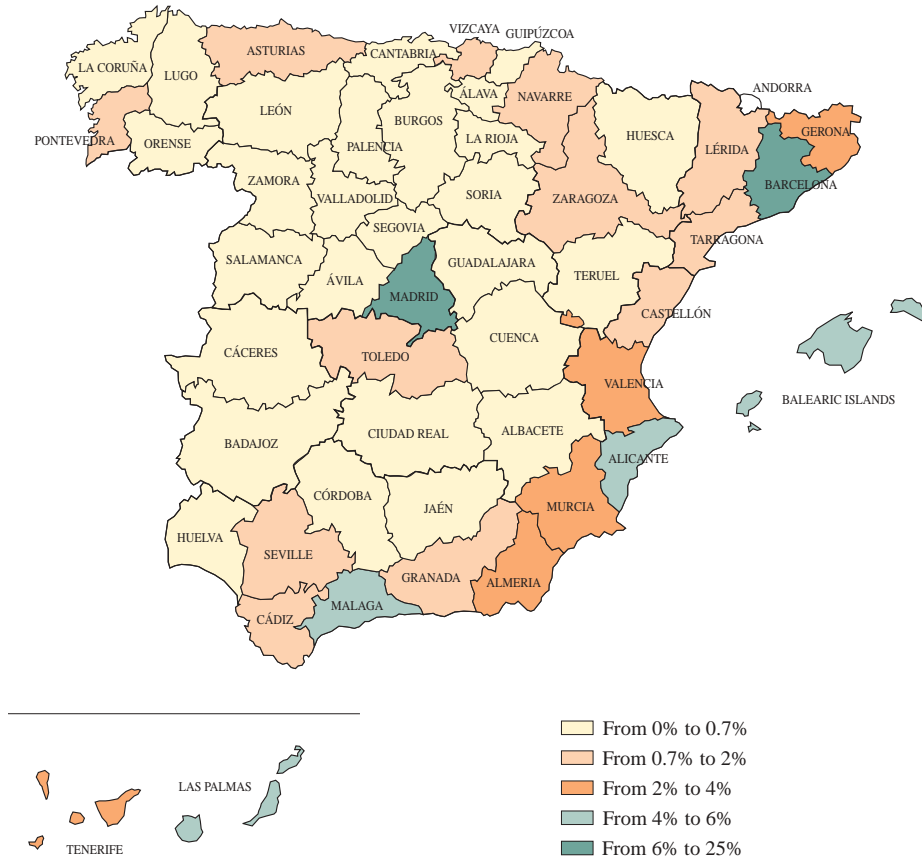 VIZCAYA
GUIPÚZCOA
ASTURIAS
CANTABRIA
LA CORUÑA
LUGO
ÁLAVA
NAVARRE
ANDORRA
LEÓN
BURGOS
GERONA
PONTEVEDRA
ORENSE
PALENCIA
LA RIOJA
HUESCA
LÉRIDA
ZAMORA
BARCELONA
VALLADOLID
SORIA
ZARAGOZA
SEGOVIA
TARRAGONA
SALAMANCA
ÁVILA
GUADALAJARA
TERUEL
MADRID
CASTELLÓN
CÁCERES
TOLEDO
CUENCA
VALENCIA
BALEARIC ISLANDS
BADAJOZ
CIUDAD REAL
ALBACETE
ALICANTE
CÓRDOBA
JAÉN
MURCIA
HUELVA
SEVILLE
GRANADA
ALMERIA
MALAGA
CÁDIZ
From 0% to 0.7%
From 0.7% to 2%
From 2% to 4%
From 4% to 6%
From 6% to 25%
LAS PALMAS
TENERIFE